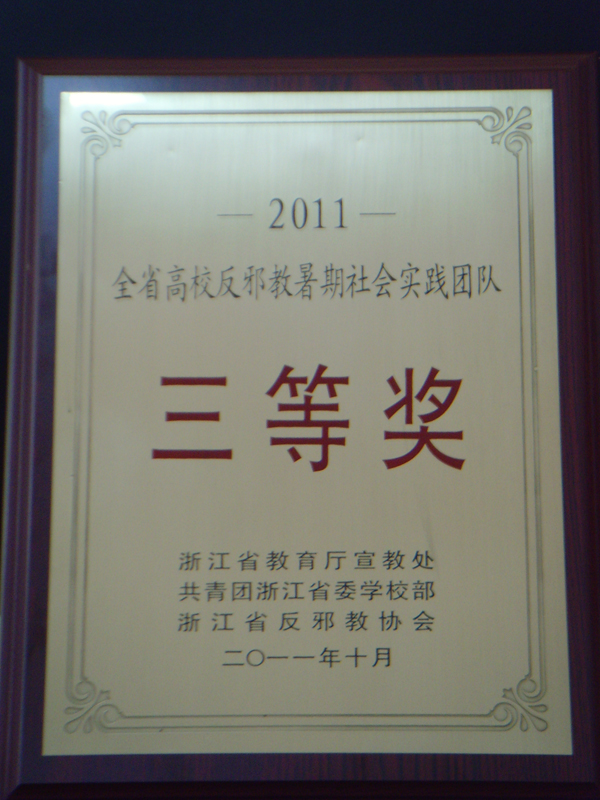 — 2011 —
全省高校反邪教暑期社会实践团队
三等奖
浙江省教育厅宣教处
共青团浙江省委学校部
浙江省反邪教协会
二〇一一年十月